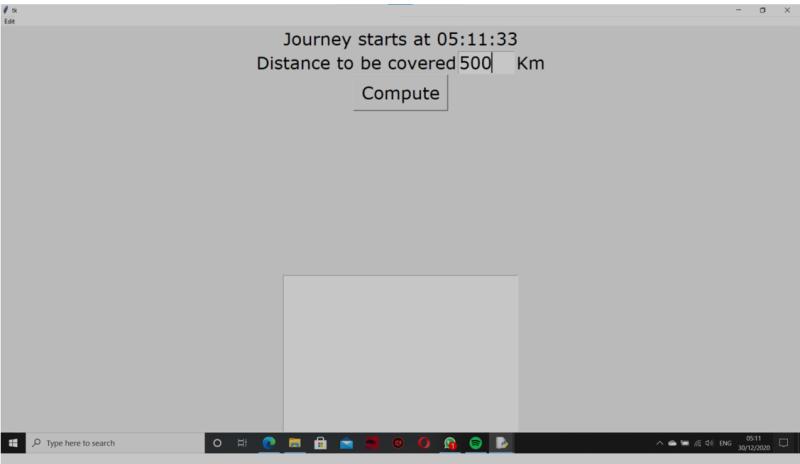 tk
Edit
Journey starts at 05:11:33
Distance to be covered 500 Km
Compute
Type here to search
1
ENG
05:11
30/12/2020